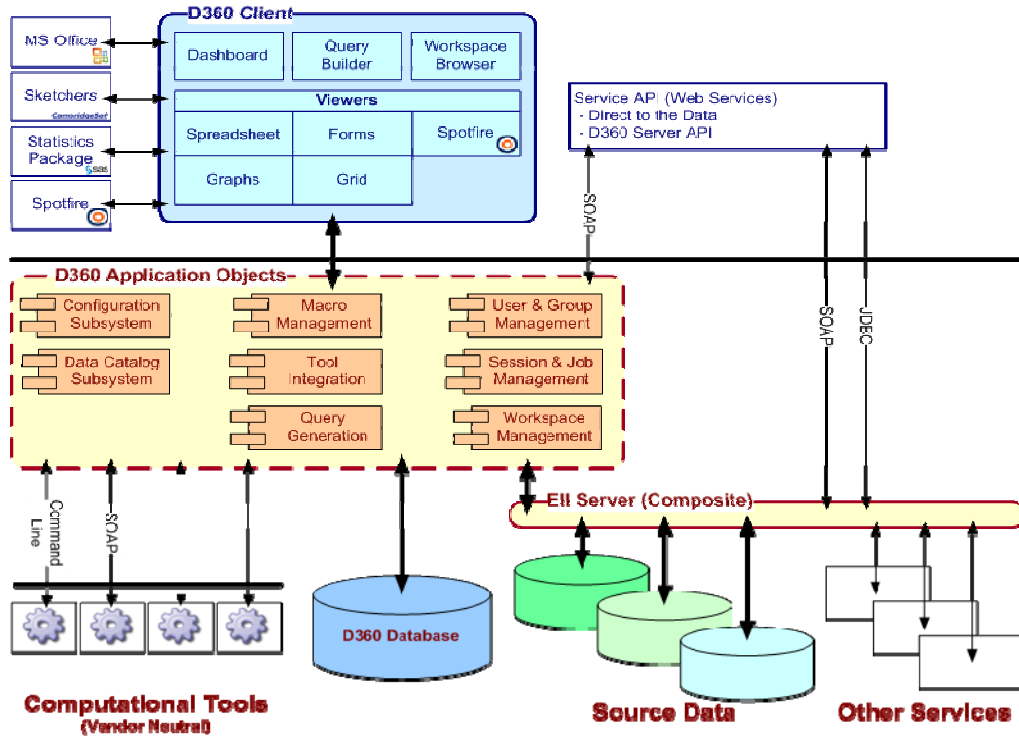 D360 Client
MS Office
Dashboard
Query
Builder
Workspace
Browser
Sketchers
CambridgeSoft
Viewers
Statistics
Package
sas
Spreadsheet
Forms
Spotfire
Graphs
Grid
Spotfire
Service API (Web Services)
- Direct to the Data
- D360 Server API
SOAP
SOAP
JDBC
D360 Application Objects
Configuration
Subsystem
Macro
Management
User & Group
Management
Data Catalog
Subsystem
Tool
Integration
Session & Job
Management
Query
Generation
Workspace
Management
Command
Line
SOAP
EII Server (Composite)
D360 Database
Computational Tools
(Vendor Neutral)
Source Data
Other Services